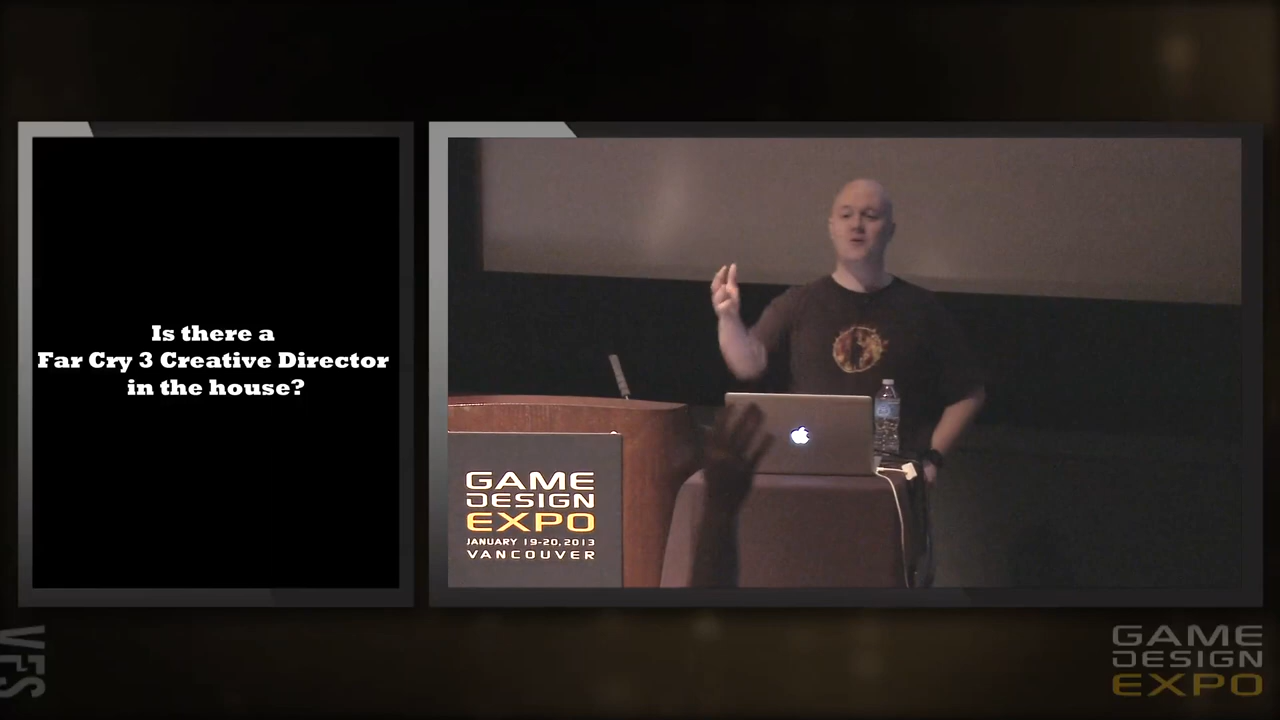 Is there a
Far Cry 3 Creative Director
in the house?
GAME
DESIGN
EXPO
JANUARY 19-20, 2013
VANCOUVER
VFS
GAME
DESIGN
EXPO